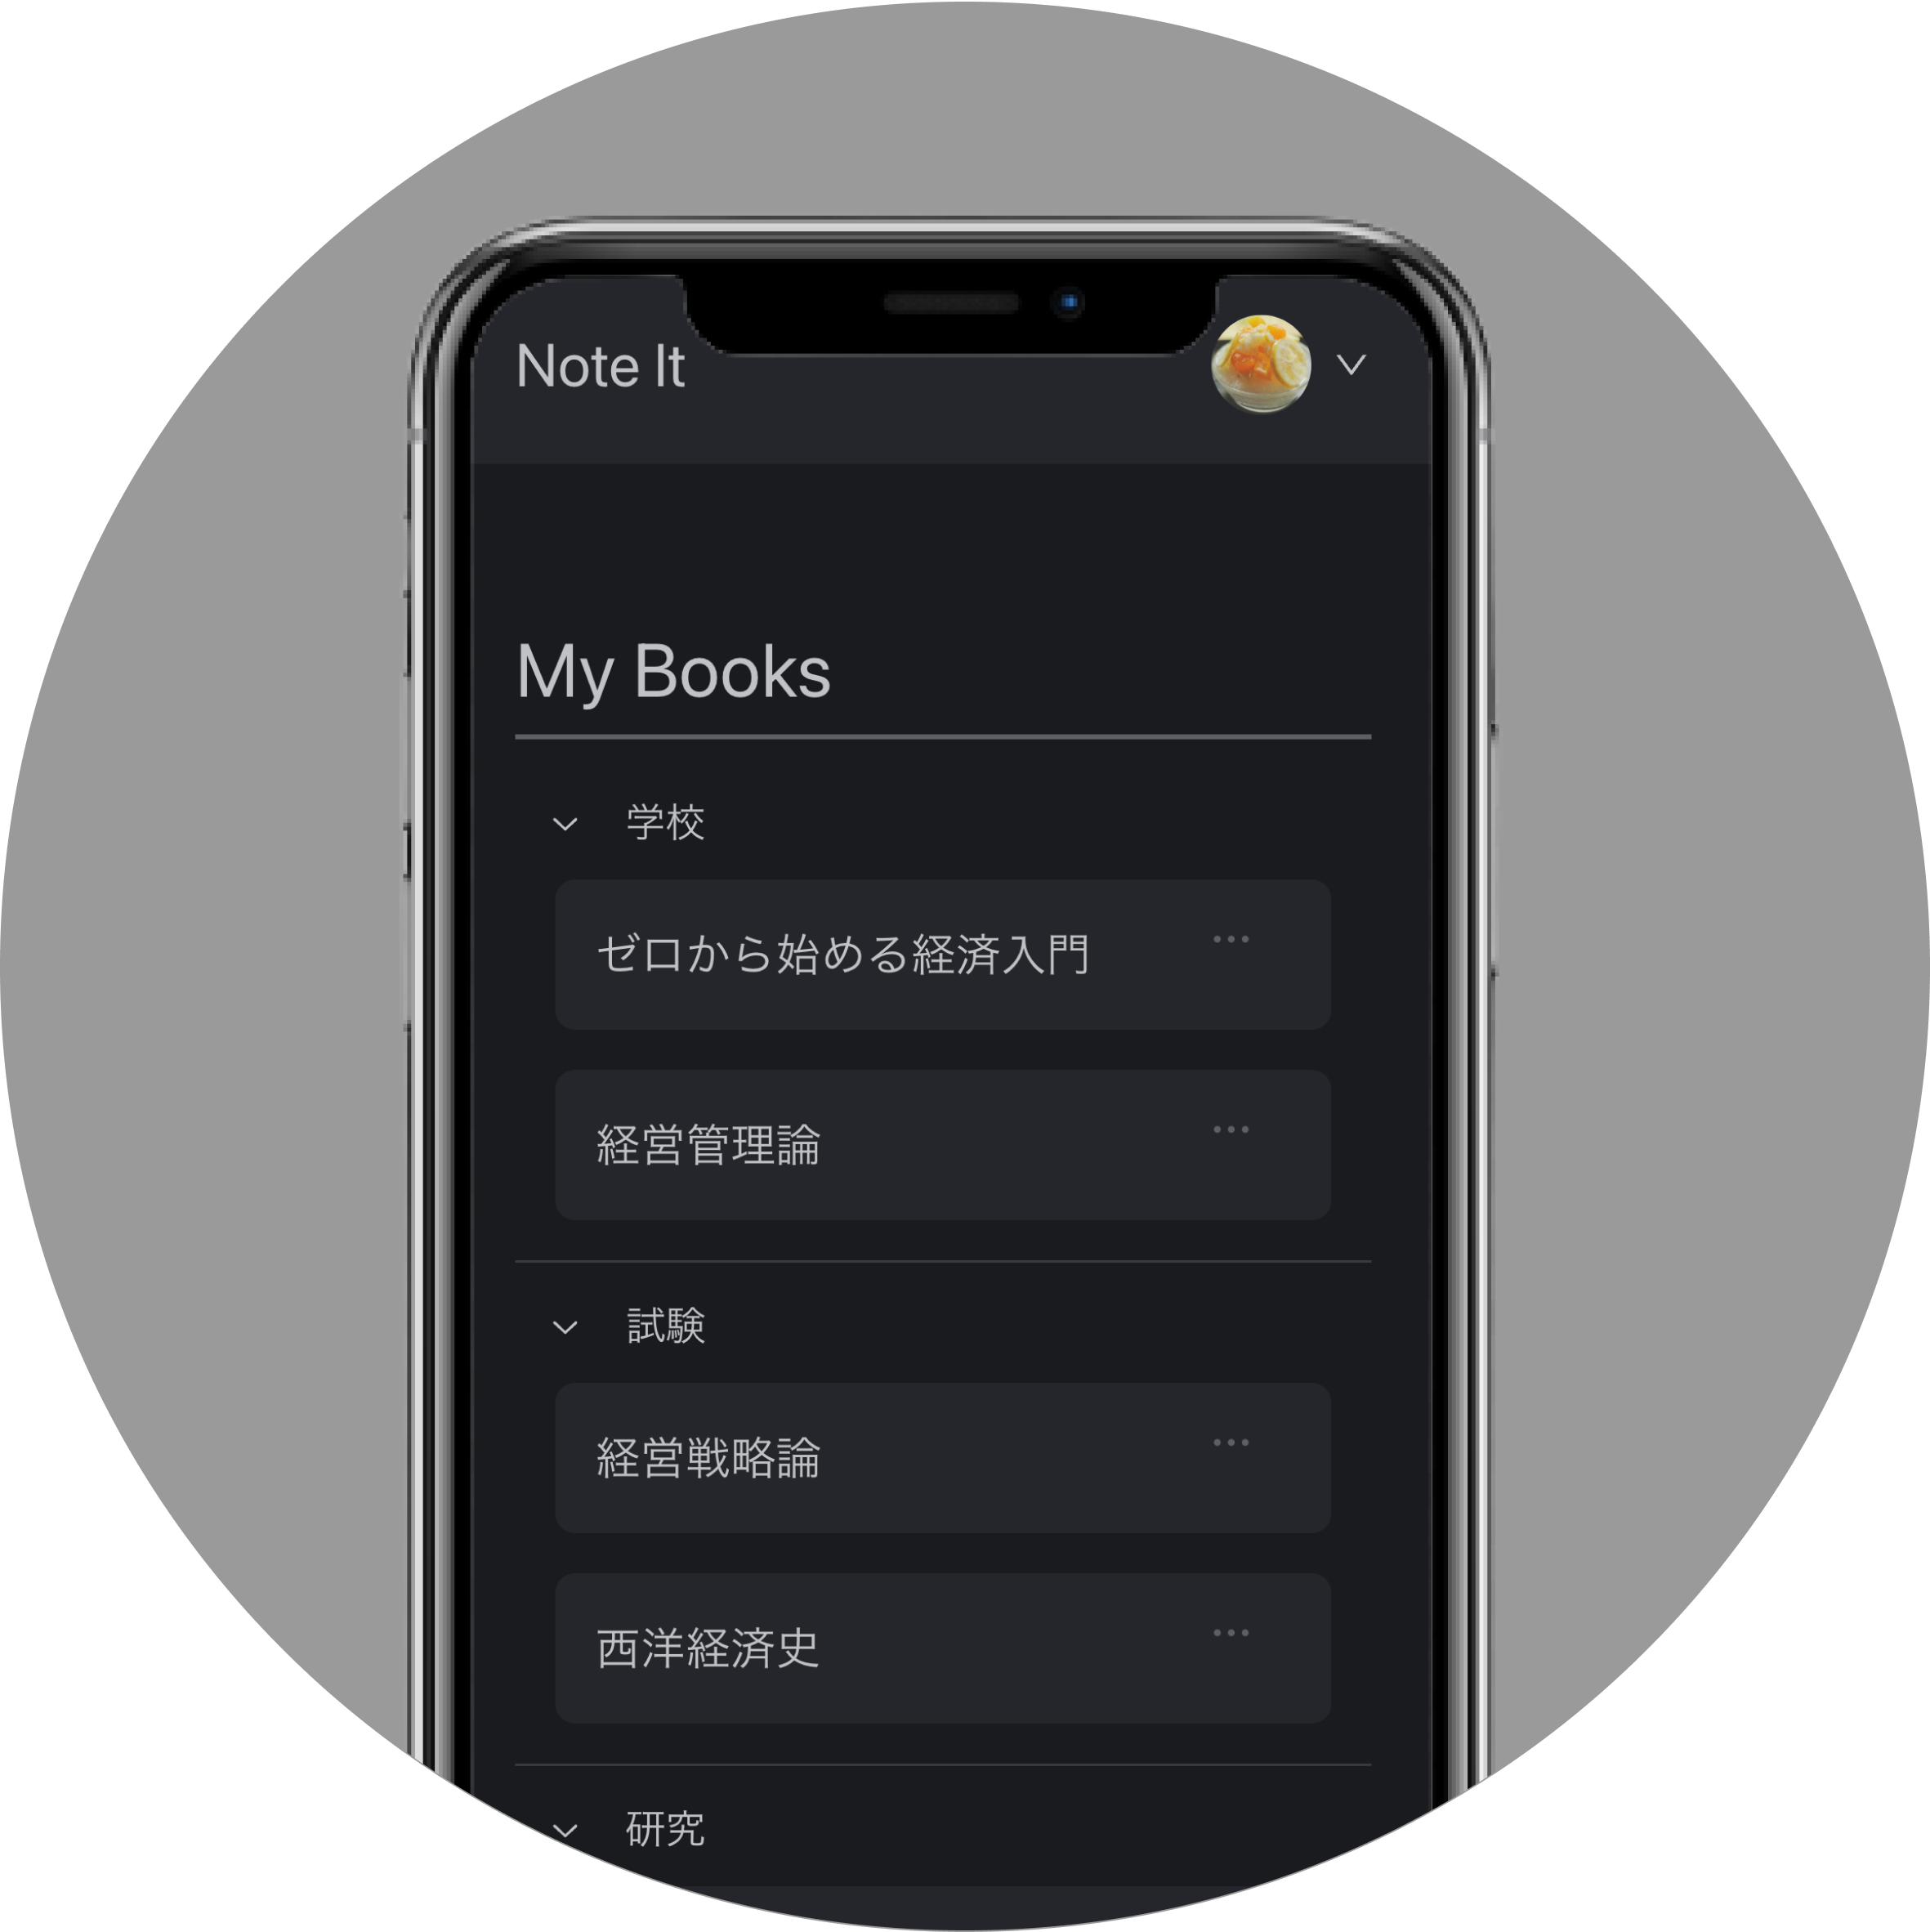 Note It
My Books
学校
ゼロから始める経済入門
経営管理論
試験
経営戦略論
西洋経済史
研究